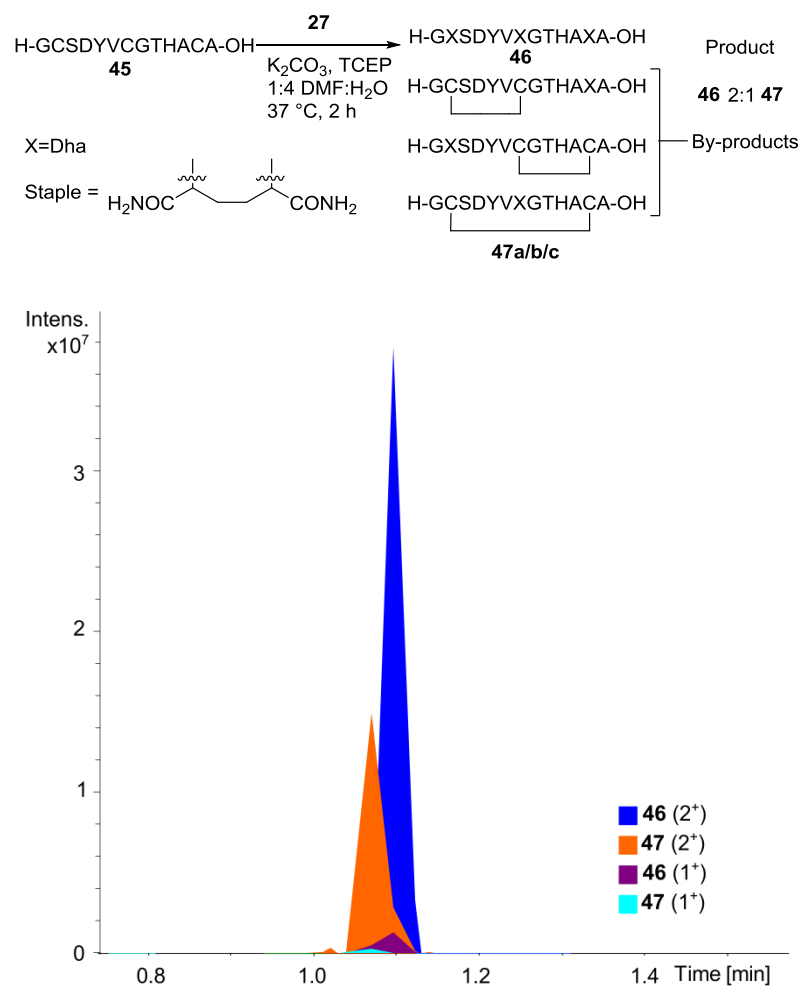 27
H-GCSDYVCGTHACA-OH
45
K₂CO₃, TCEP
1:4 DMF:H₂O
37 °C, 2 h
H-GXSDYVXGTHAXA-OH
46
Product
H-GCSDYVCGTHAXA-OH
46 2:1 47
X=Dha
H-GXSDYVCGTHACA-OH
By-products
Staple =
H₂NOC
CONH₂
H-GCSDYVXGTHACA-OH
47a/b/c
Intens.
x10⁷
3
2
1
0
46 (2⁺)
47 (2⁺)
46 (1⁺)
47 (1⁺)
0.8
1.0
1.2
1.4
Time [min]